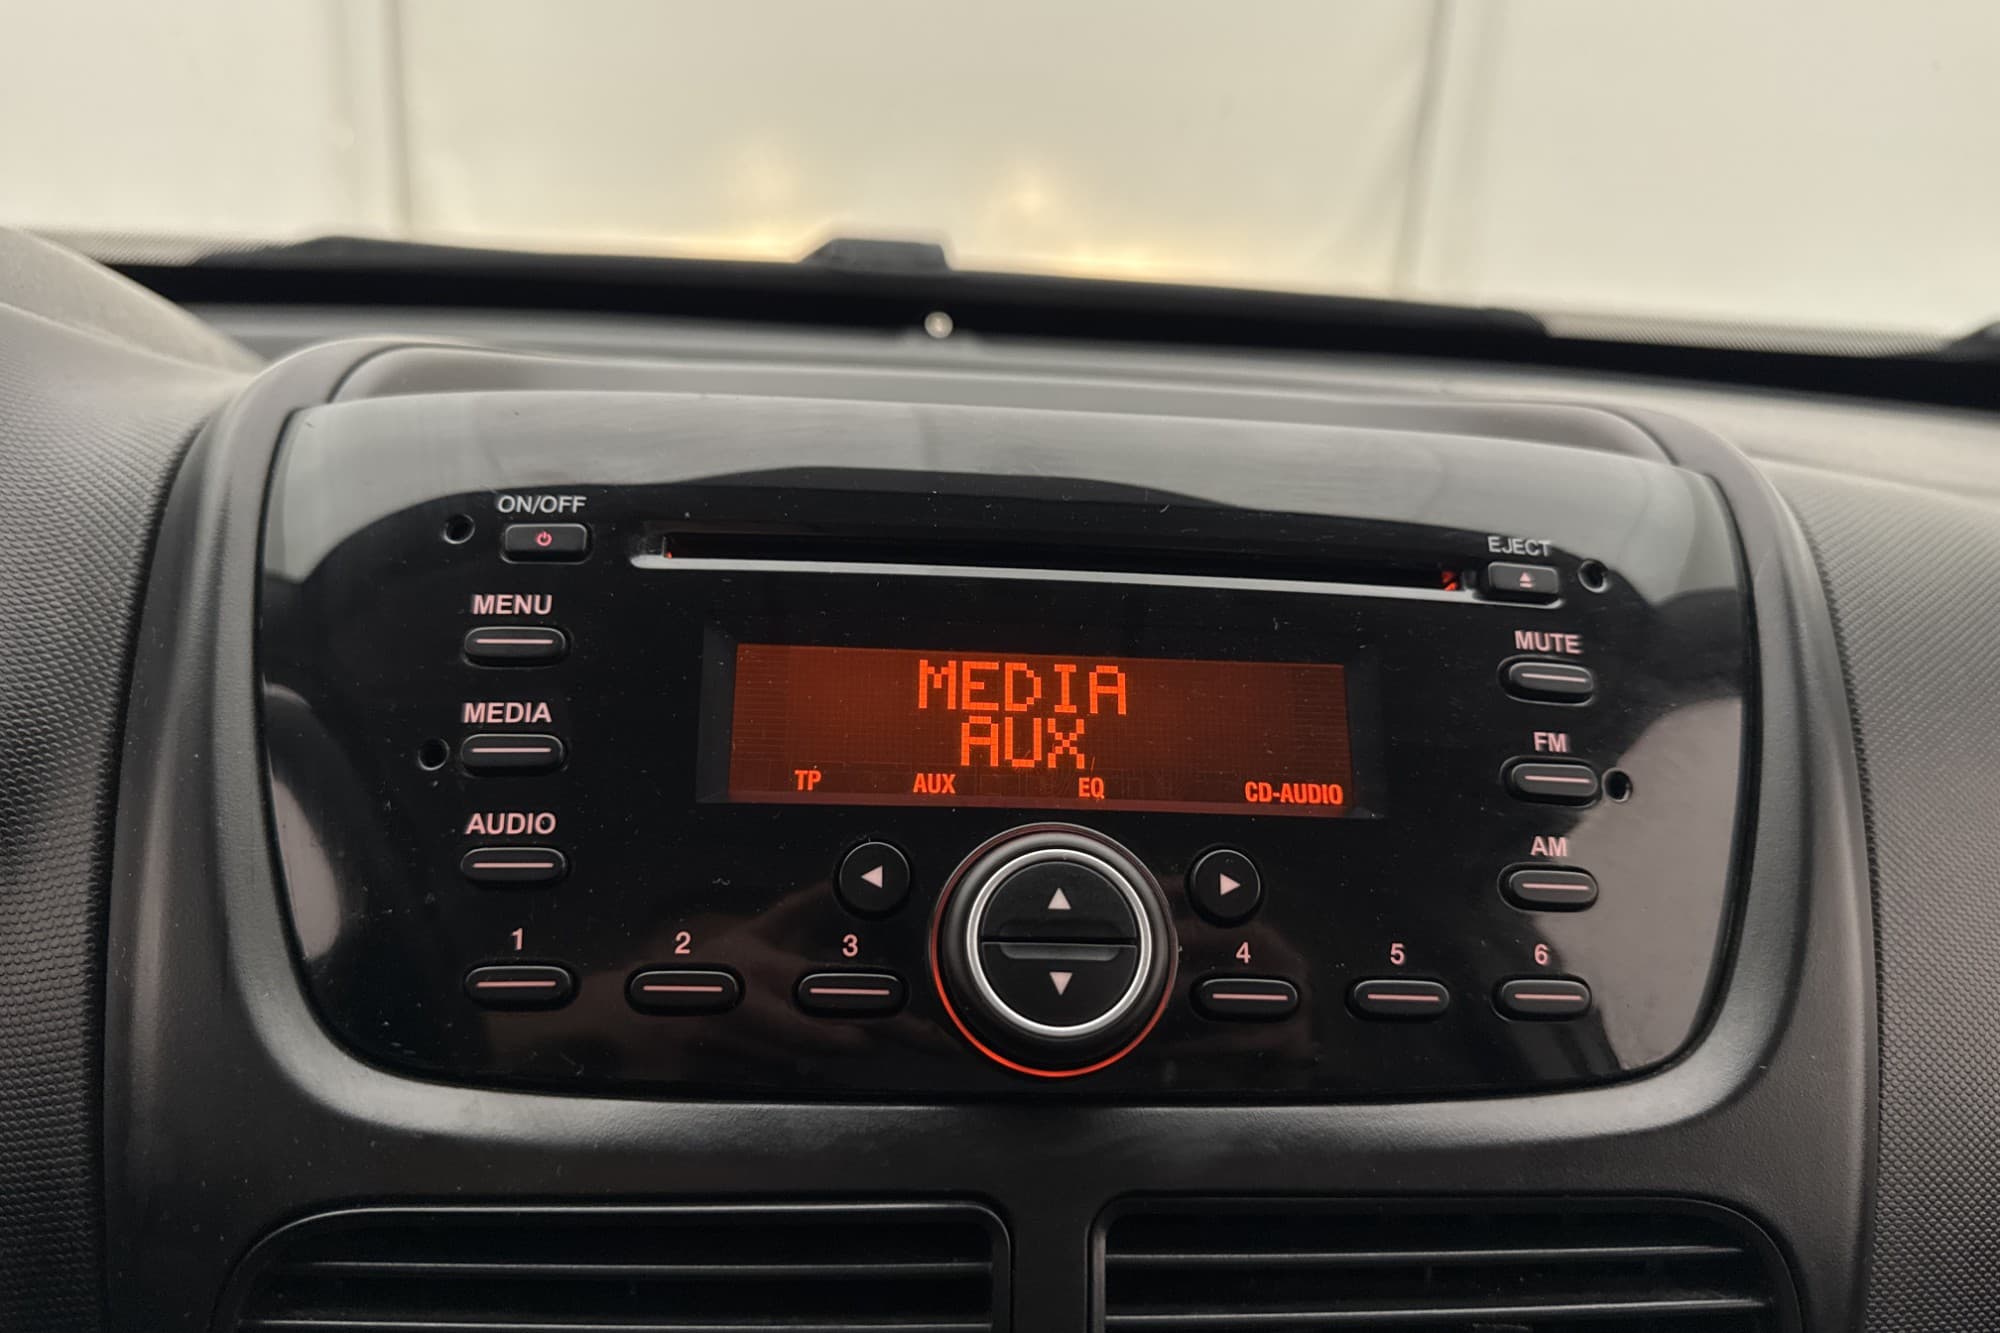 ON/OFF
EJECT
MENU
MUTE
MEDIA
AUX
TP AUX EQ CD-AUDIO
MEDIA
FM
AUDIO
AM
1 2 3 4 5 6